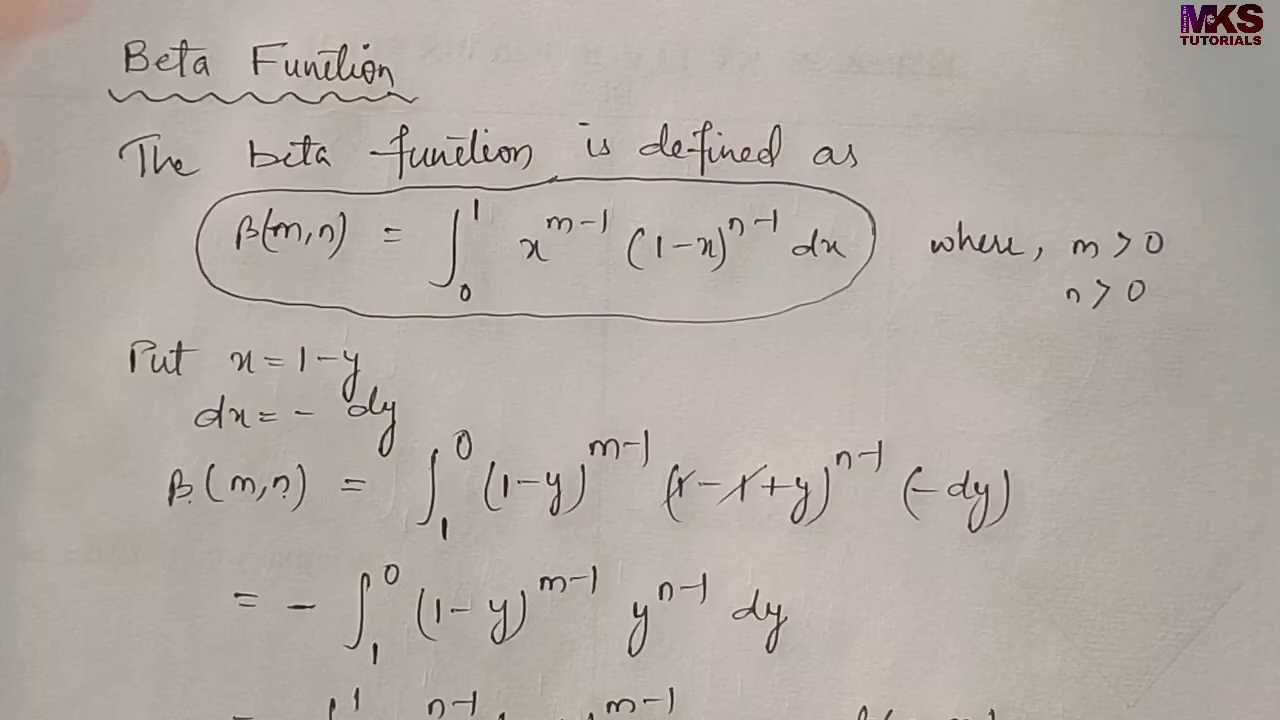 MKS
TUTORIALS
Beta Function
The beta function is defined as
β(m,n) = ∫₀¹ x^{m-1} (1-x)^{n-1} dx where, m > 0
n > 0
Put x = 1-y
dx = - dy
β(m,n) = ∫₁⁰ (1-y)^{m-1} (1-1+y)^{n-1} (-dy)
= - ∫₁⁰ (1-y)^{m-1} y^{n-1} dy